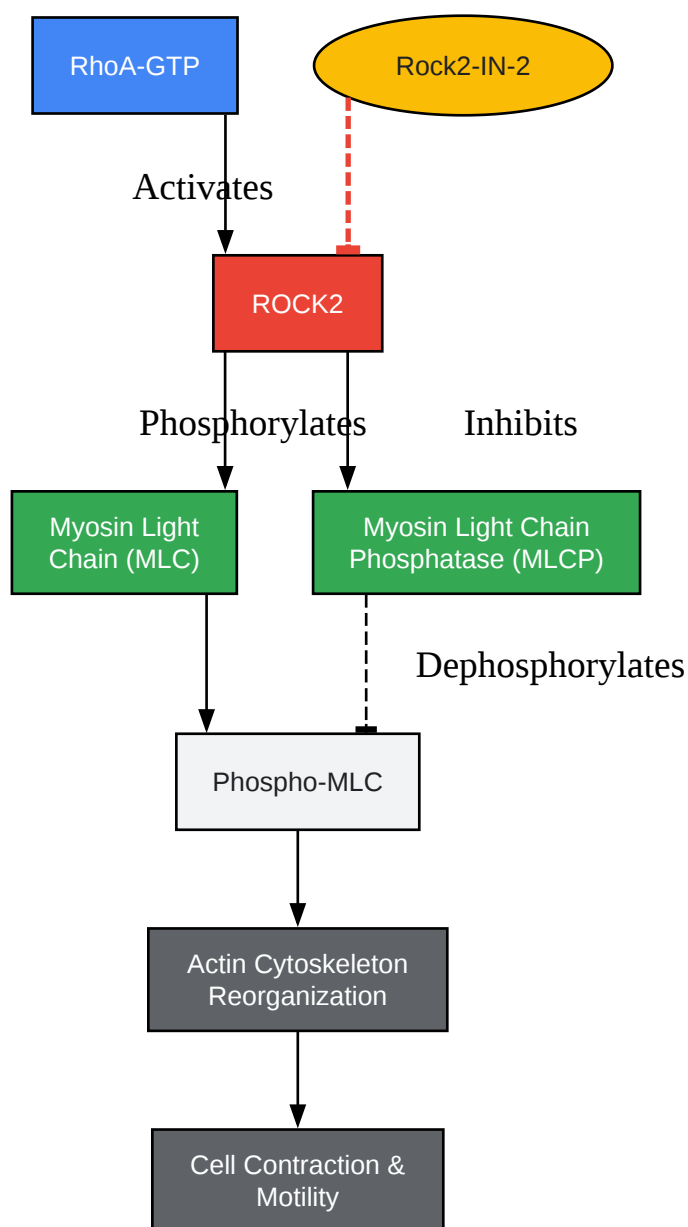 RhoA-GTP
Rock2-IN-2
Activates
ROCK2
Phosphorylates
Inhibits
Myosin Light
Chain (MLC)
Myosin Light Chain
Phosphatase (MLCP)
Dephosphorylates
Phospho-MLC
Actin Cytoskeleton
Reorganization
Cell Contraction &
Motility